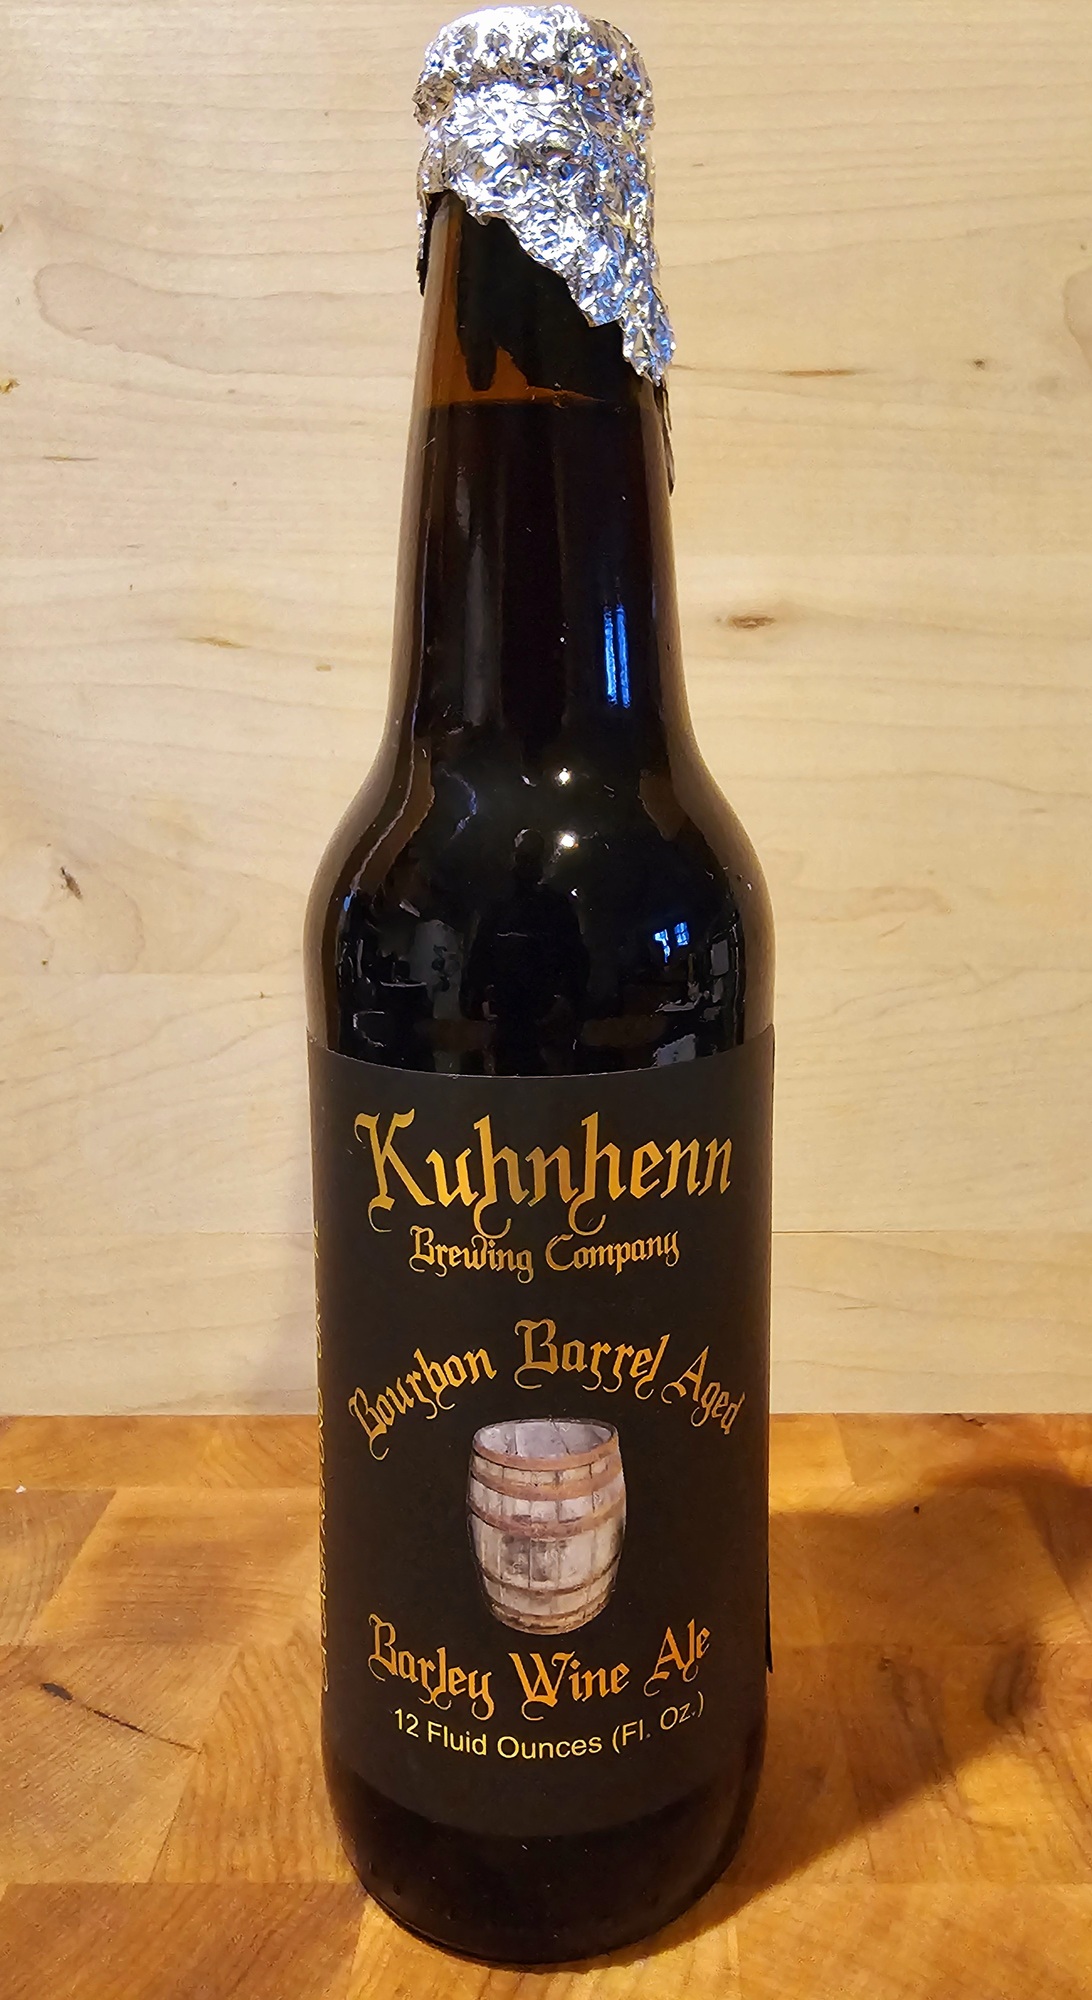 Kuhnhenn
Brewing Company
Bourbon Barrel Aged
Barley Wine Ale
12 Fluid Ounces (Fl. Oz.)